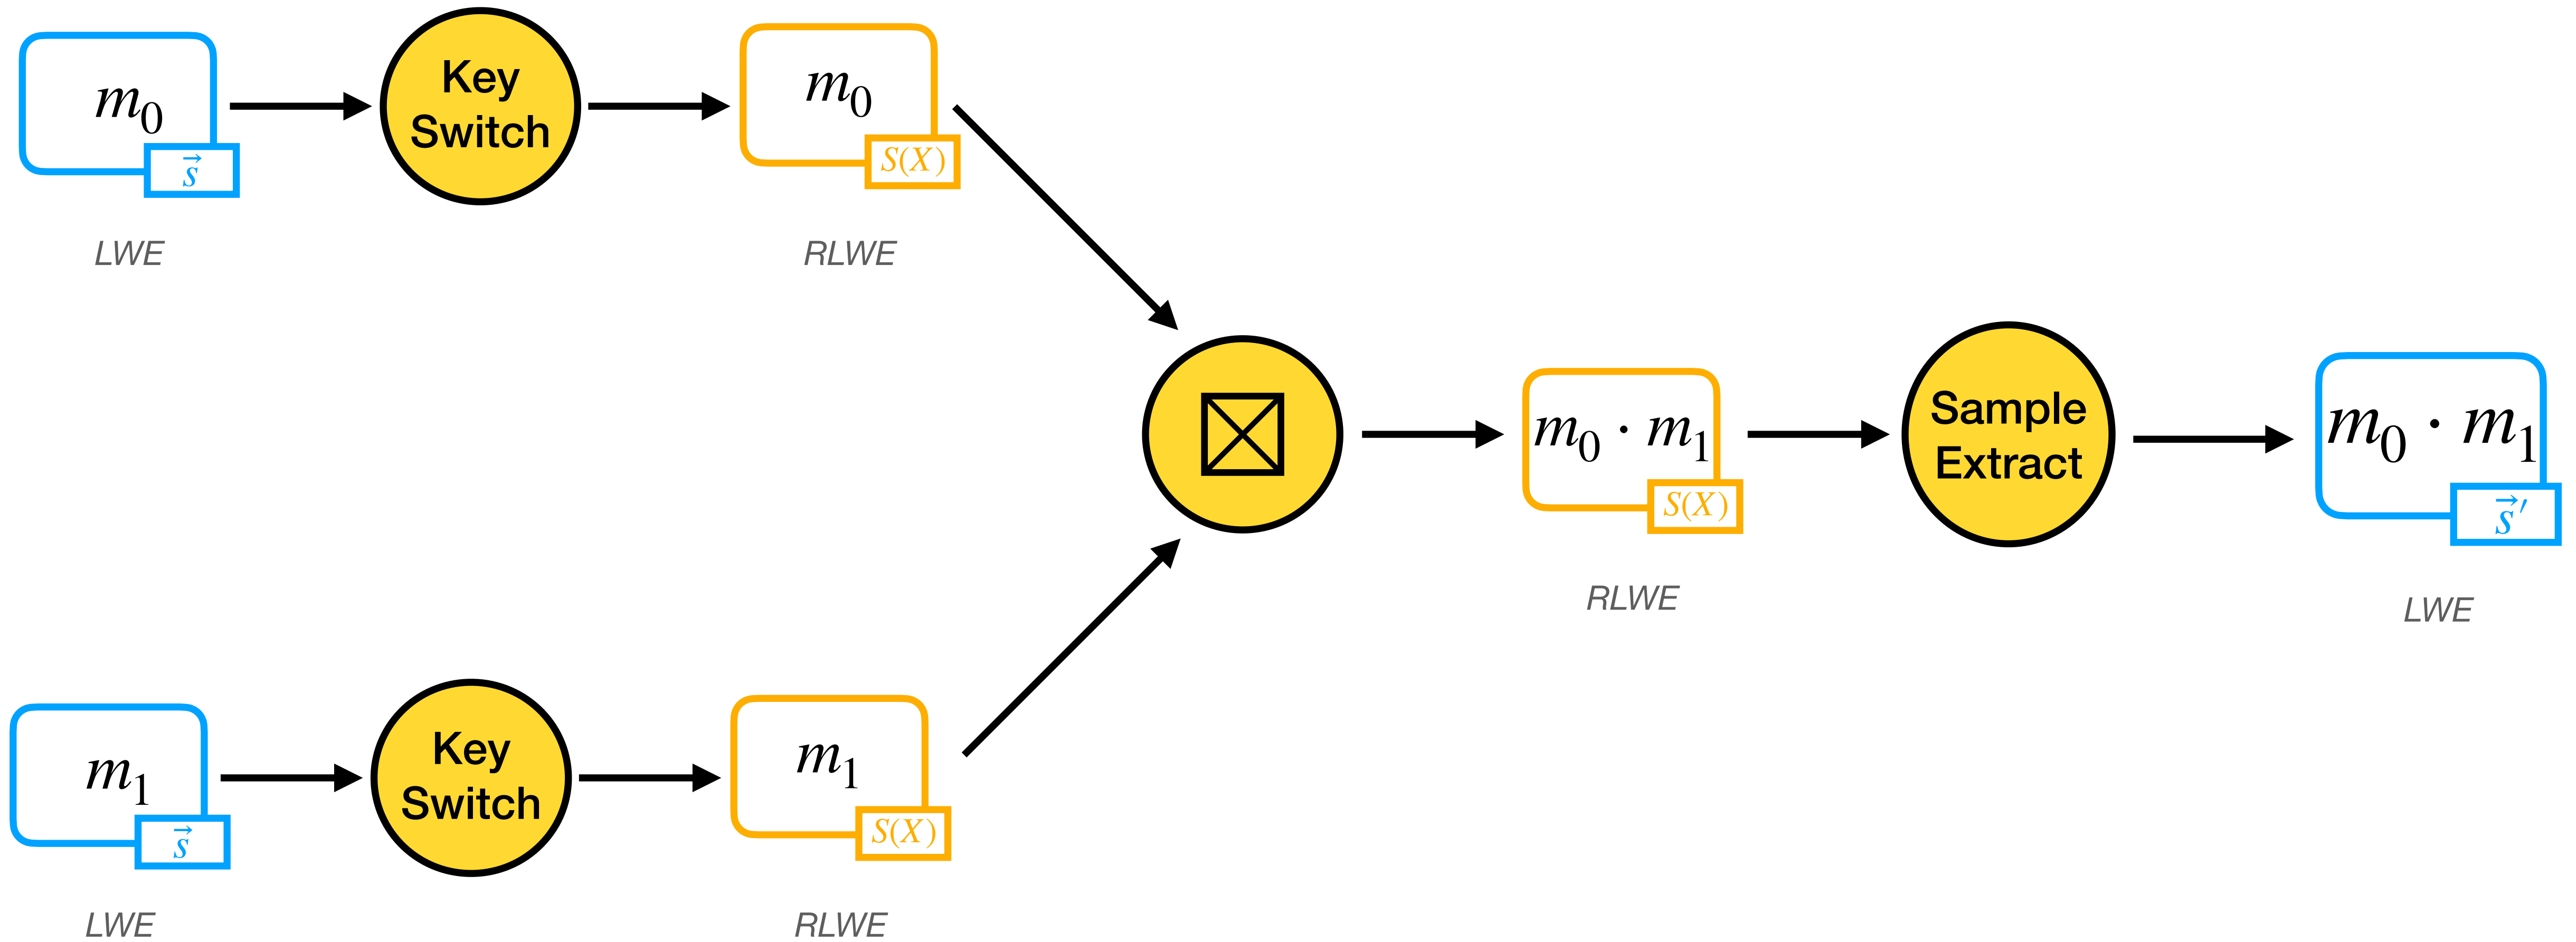 m₀
s⃗
LWE
Key
Switch
m₀
S(X)
RLWE
m₀ · m₁
S(X)
RLWE
Sample
Extract
m₀ · m₁
s⃗′
LWE
m₁
s⃗
LWE
Key
Switch
m₁
S(X)
RLWE